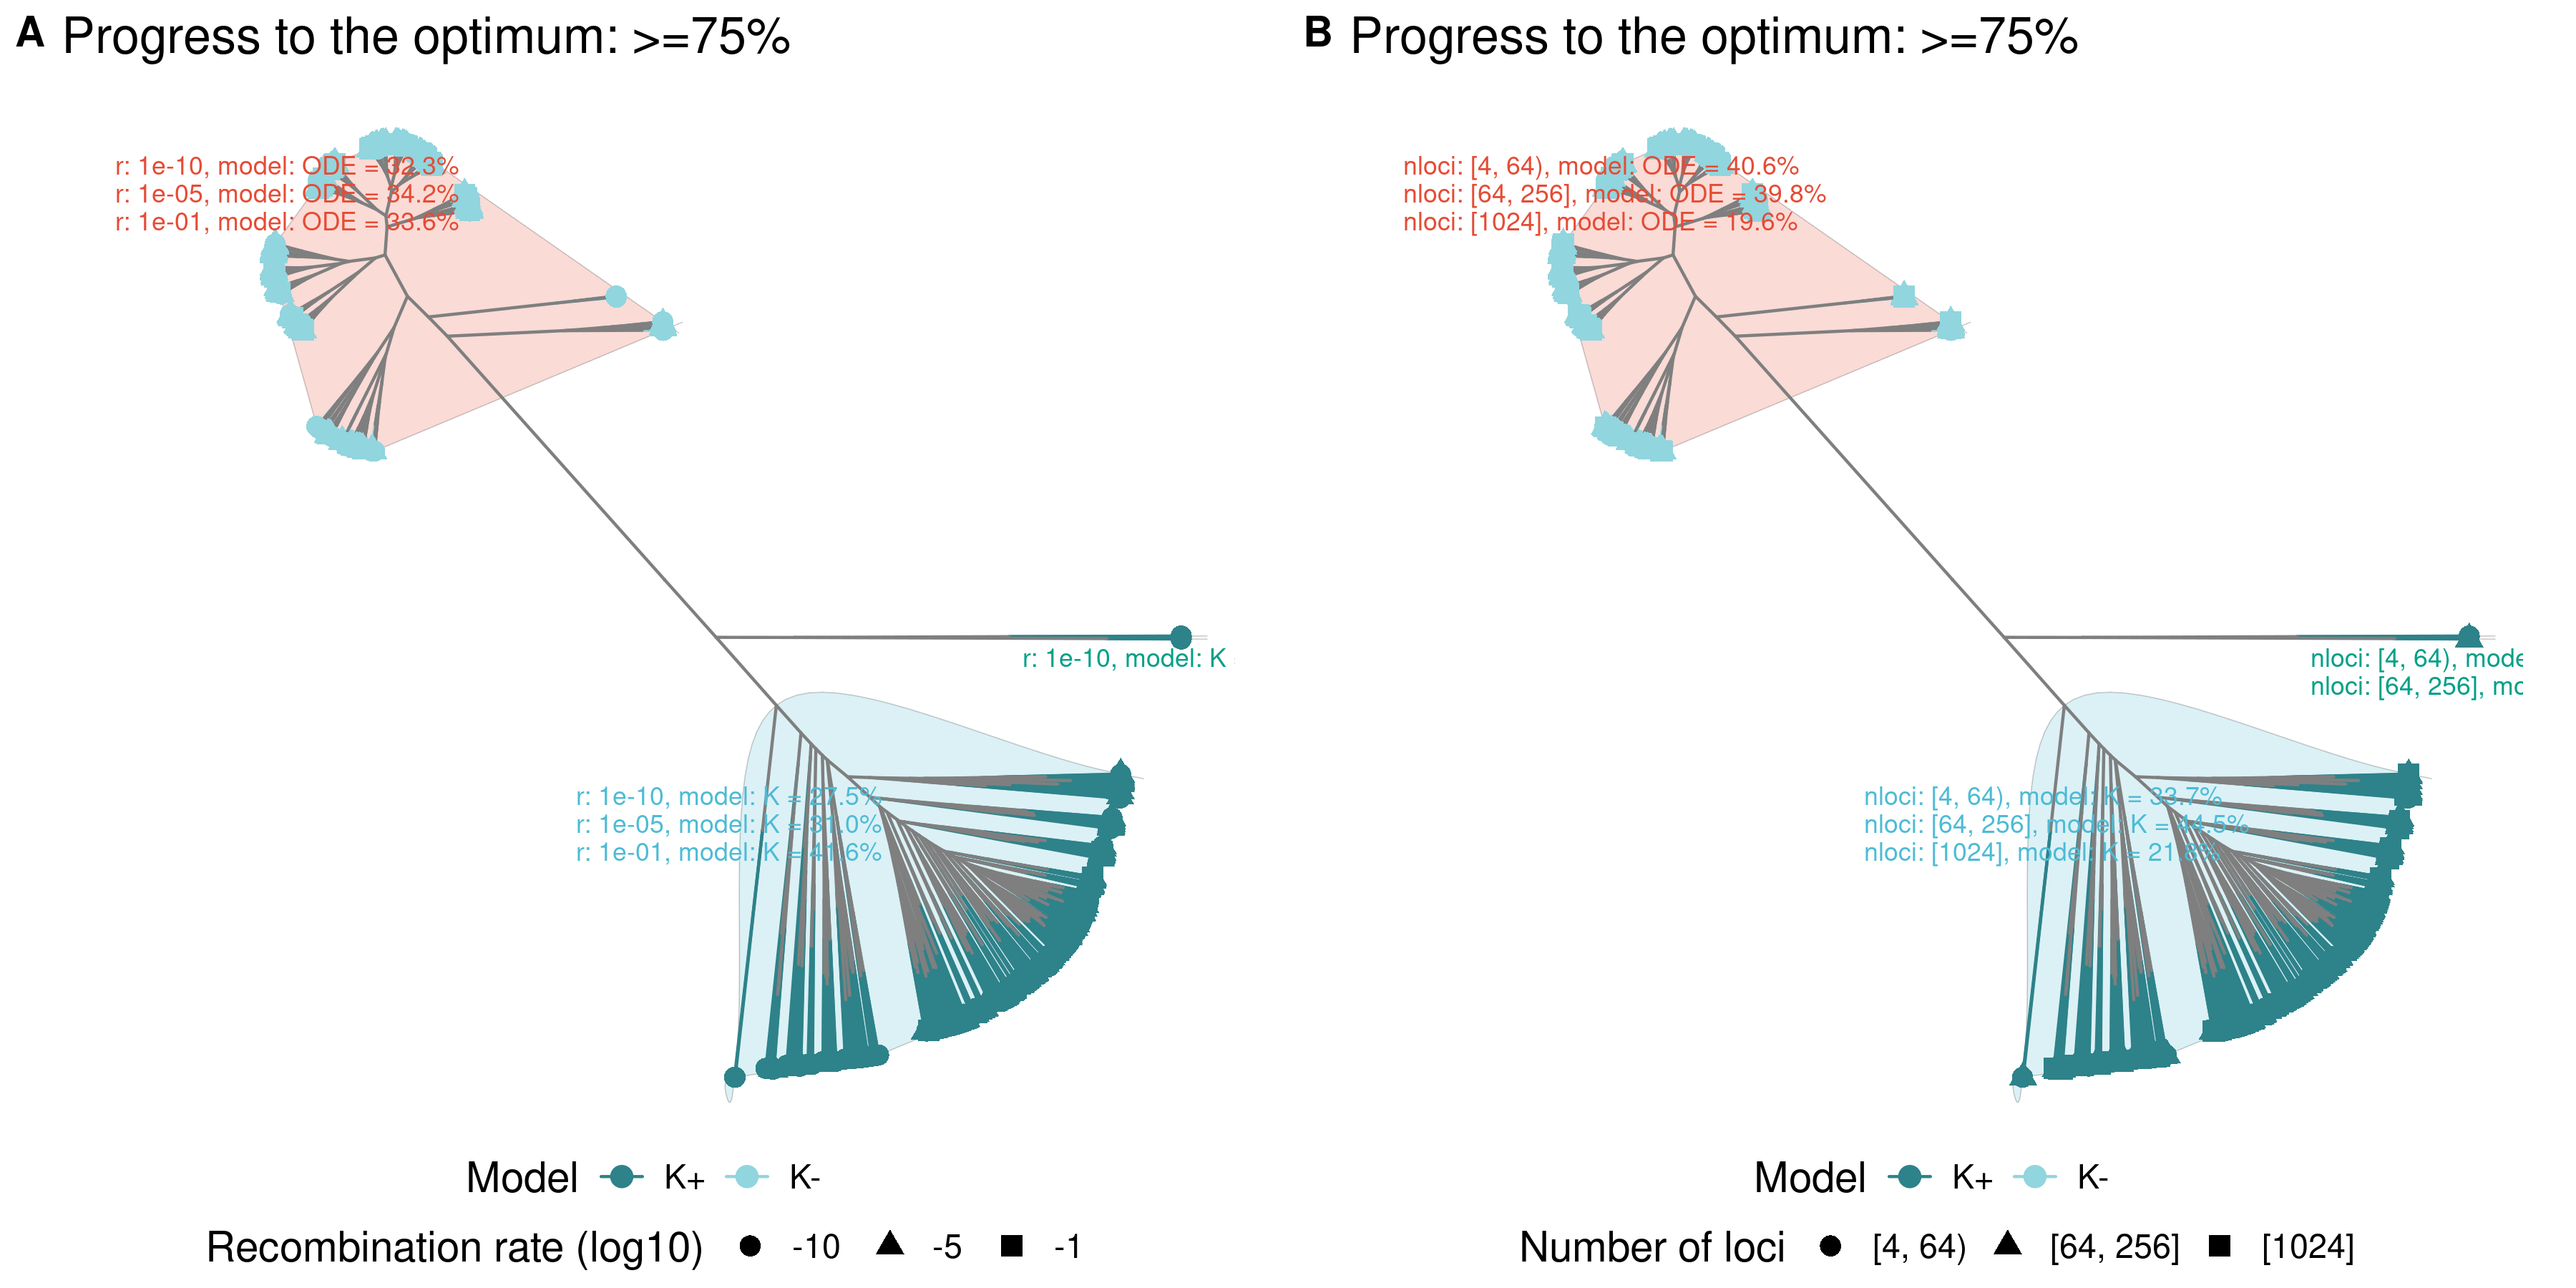 A Progress to the optimum: >=75%
r: 1e-10, model: ODE = 32.3%
r: 1e-05, model: ODE = 34.2%
r: 1e-01, model: ODE = 33.6%
r: 1e-10, model: K
r: 1e-10, model: K = 27.5%
r: 1e-05, model: K = 31.0%
r: 1e-01, model: K = 41.6%
Model K+ K-
Recombination rate (log10) -10 -5 -1
B Progress to the optimum: >=75%
nloci: [4, 64), model: ODE = 40.6%
nloci: [64, 256], model: ODE = 39.8%
nloci: [1024], model: ODE = 19.6%
nloci: [4, 64),
nloci: [64, 256],
nloci: [4, 64), model: K = 33.7%
nloci: [64, 256], model: K = 44.5%
nloci: [1024], model: K = 21.8%
Model K+ K-
Number of loci [4, 64) [64, 256] [1024]